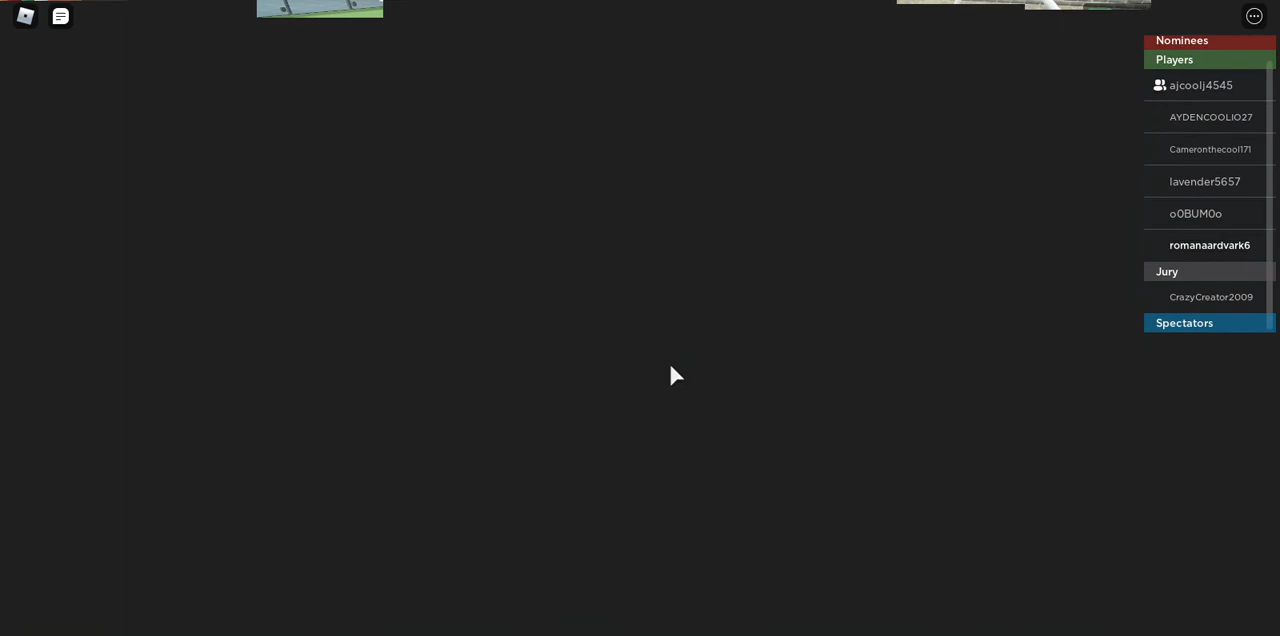 Nominees
Players
ajcoolj4545
AYDENCOOLIO27
Cameronthecool171
lavender5657
o0BUM0o
romanaardvark6
Jury
CrazyCreator2009
Spectators